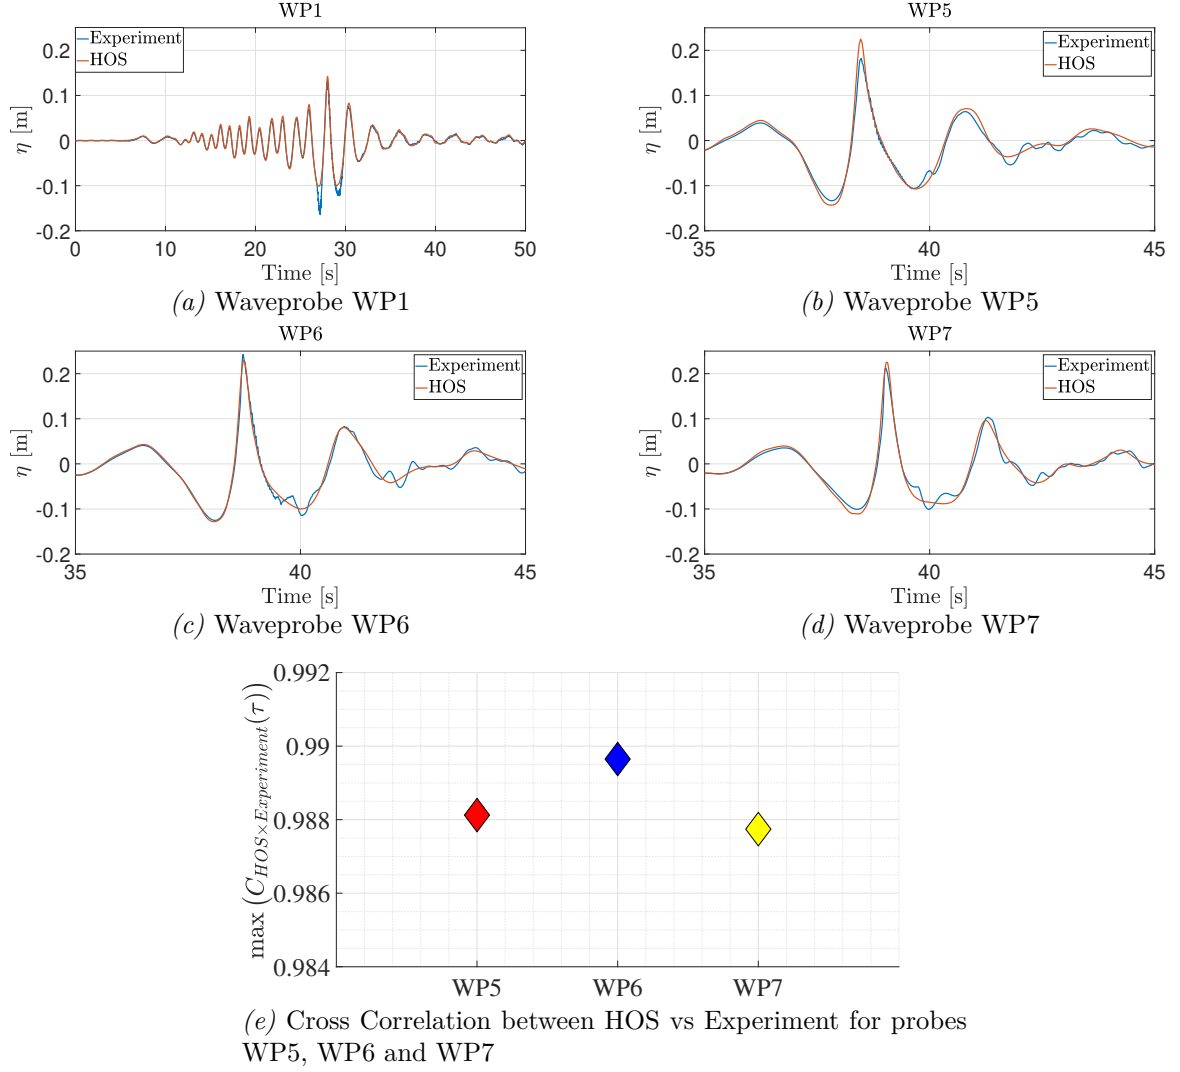 WP1
Experiment
HOS
0.2
0.1
0
-0.1
-0.2
η [m]
0 10 20 30 40 50
Time [s]
(a) Waveprobe WP1
WP5
Experiment
HOS
0.2
0.1
0
-0.1
-0.2
η [m]
35 40 45
Time [s]
(b) Waveprobe WP5
WP6
Experiment
HOS
0.2
0.1
0
-0.1
-0.2
η [m]
35 40 45
Time [s]
(c) Waveprobe WP6
WP7
Experiment
HOS
0.2
0.1
0
-0.1
-0.2
η [m]
35 40 45
Time [s]
(d) Waveprobe WP7
0.992
0.99
0.988
0.986
0.984
max (C_{HOS×Experiment}(τ))
WP5 WP6 WP7
(e) Cross Correlation between HOS vs Experiment for probes
WP5, WP6 and WP7